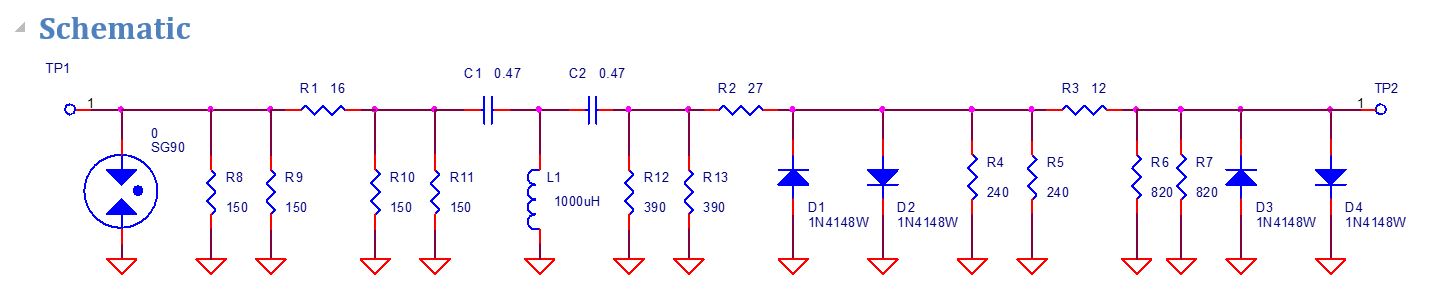 Schematic
TP1
1
0
SG90
R8
150
R9
150
R1 16
R10
150
R11
150
C1 0.47
L1
1000uH
C2 0.47
R12
390
R13
390
R2 27
D1
1N4148W
D2
1N4148W
R4
240
R5
240
R3 12
R6
820
R7
820
D3
1N4148W
D4
1N4148W
1
TP2